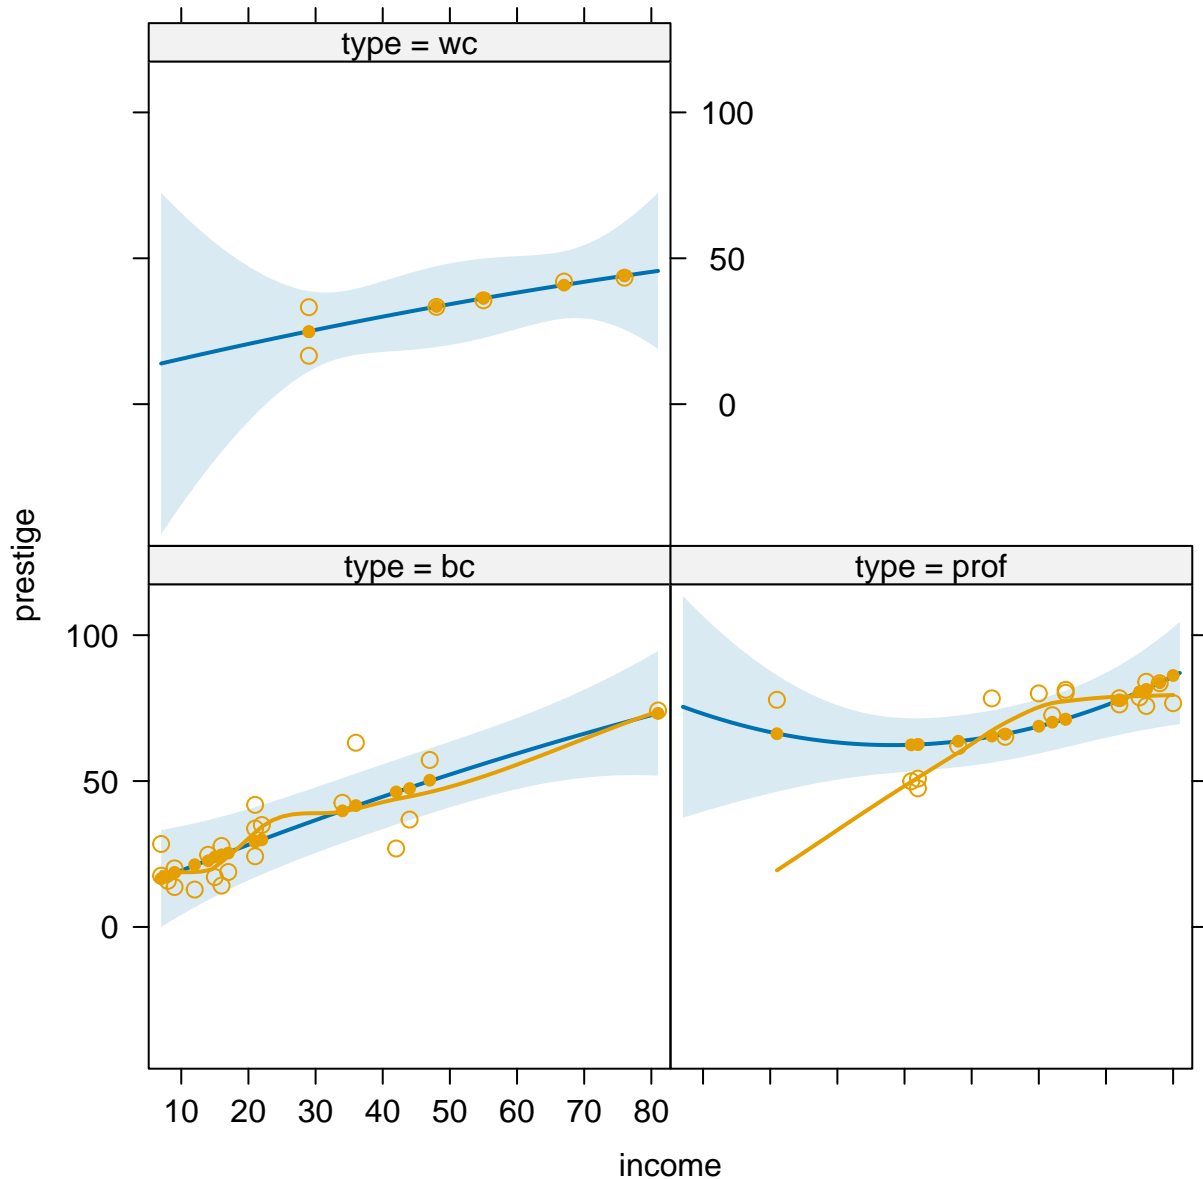 type = wc
100
50
0
prestige
type = bc
type = prof
100
50
0
10 20 30 40 50 60 70 80
income